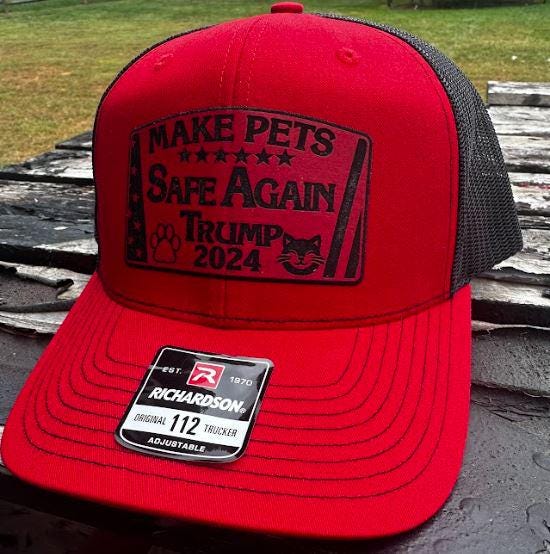 MAKE PETS
SAFE AGAIN
TRUMP
2024
EST. R 1970
RICHARDSON
ORIGINAL 112 TRUCKER
ADJUSTABLE